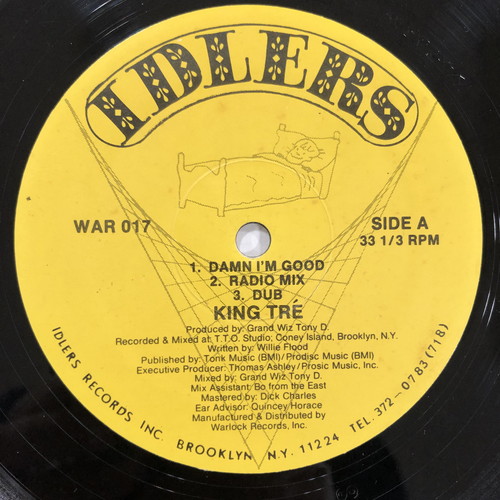 IDLERS
WAR 017
SIDE A
33 1/3 RPM
1. DAMN I'M GOOD
2. RADIO MIX
3. DUB
KING TRÉ
Produced by: Grand Wiz Tony D.
Recorded & Mixed at: T.T.O. Studio; Coney Island, Brooklyn, N.Y.
Written by: Willie Flood
Published by: Tonk Music (BMI)/Prodisc Music (BMI)
Executive Producer: Thomas Ashley/Prosic Music, Inc.
Mixed by: Grand Wiz Tony D.
Mix Assistant: Bo from the East
Mastered by: Dick Charles
Ear Advisor: Quincey Horace
Manufactured & Distributed by
Warlock Records, Inc.
IDLERS RECORDS INC. BROOKLYN N.Y. 11224 TEL. 372-0783 (718)